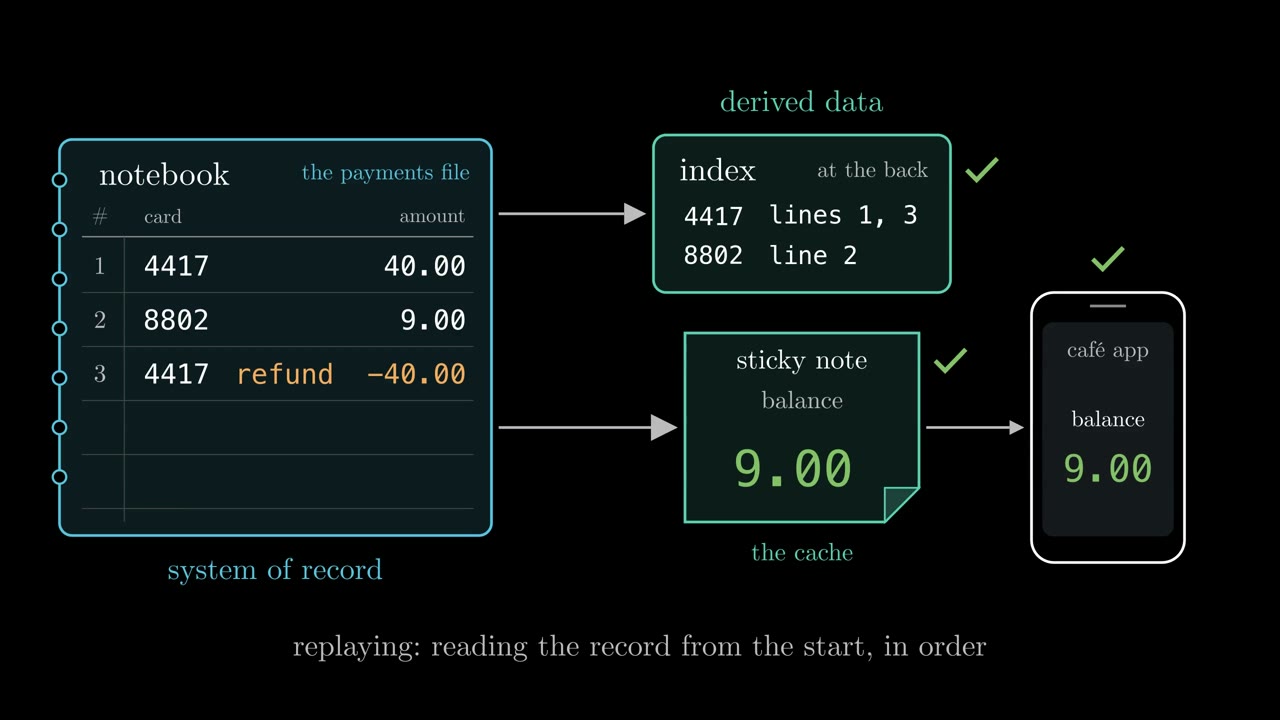 derived data
notebook the payments file
# card amount
1 4417 40.00
2 8802 9.00
3 4417 refund −40.00
system of record
index at the back
4417 lines 1, 3
8802 line 2
sticky note
balance
9.00
the cache
café app
balance
9.00
replaying: reading the record from the start, in order